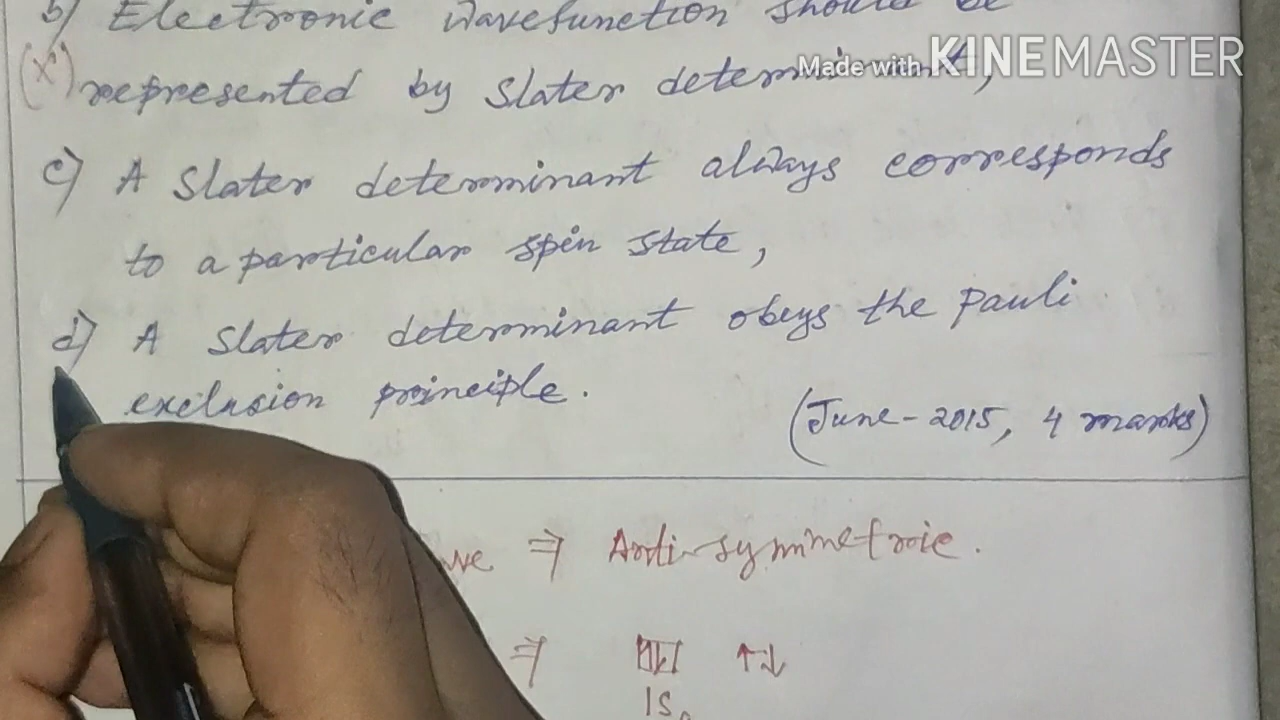 b) Electronic wavefunction should be
Made with KINEMASTER
(x) represented by Slater determinant,
c) A Slater determinant always corresponds
to a particular spin state,
d) A Slater determinant obeys the Pauli
exclusion principle.
(June-2015, 4 marks)
⇒ Anti-symmetric.
⇒ ↑↓
1S